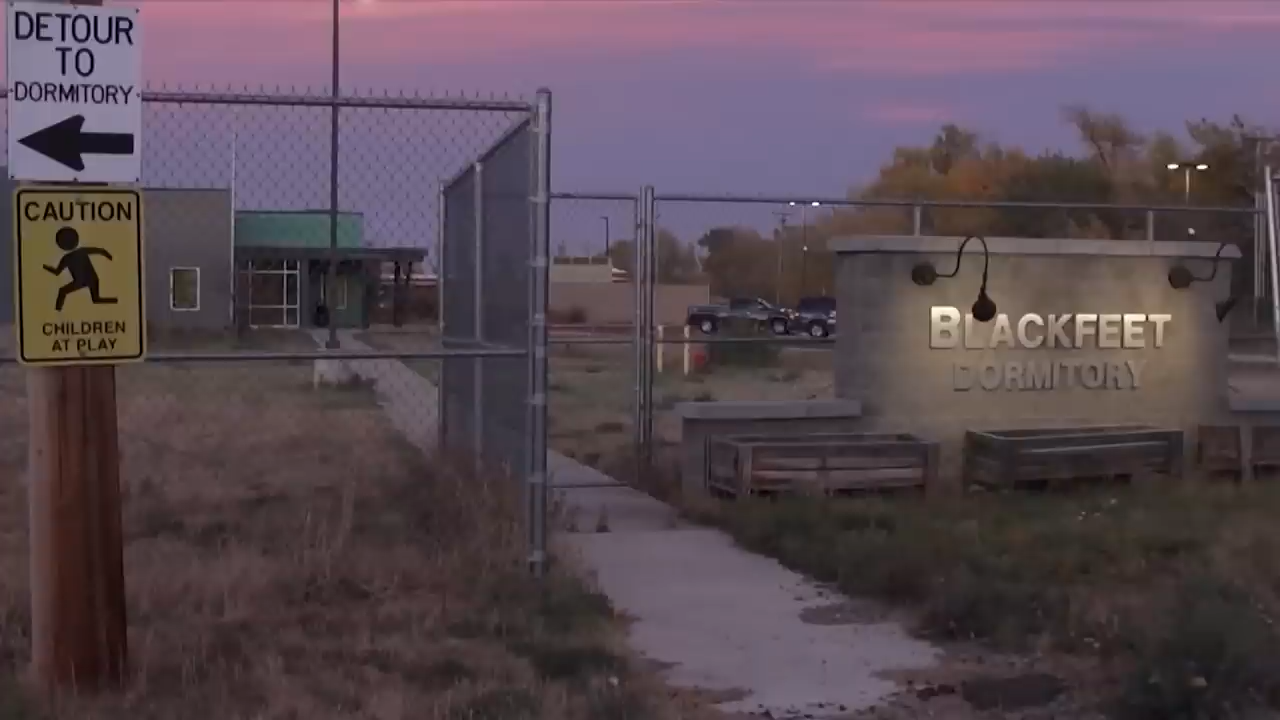 DETOUR
TO
DORMITORY
CAUTION
CHILDREN
AT PLAY
BLACKFEET
DORMITORY